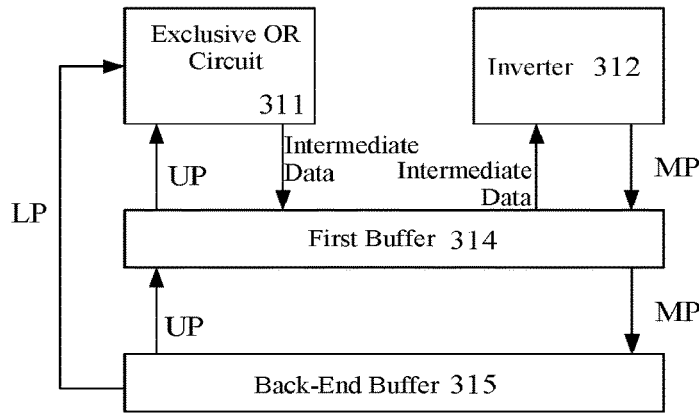 Exclusive OR
Circuit
311
Inverter 312
Intermediate
Data
Intermediate
Data
UP
MP
LP
First Buffer 314
UP
MP
Back-End Buffer 315